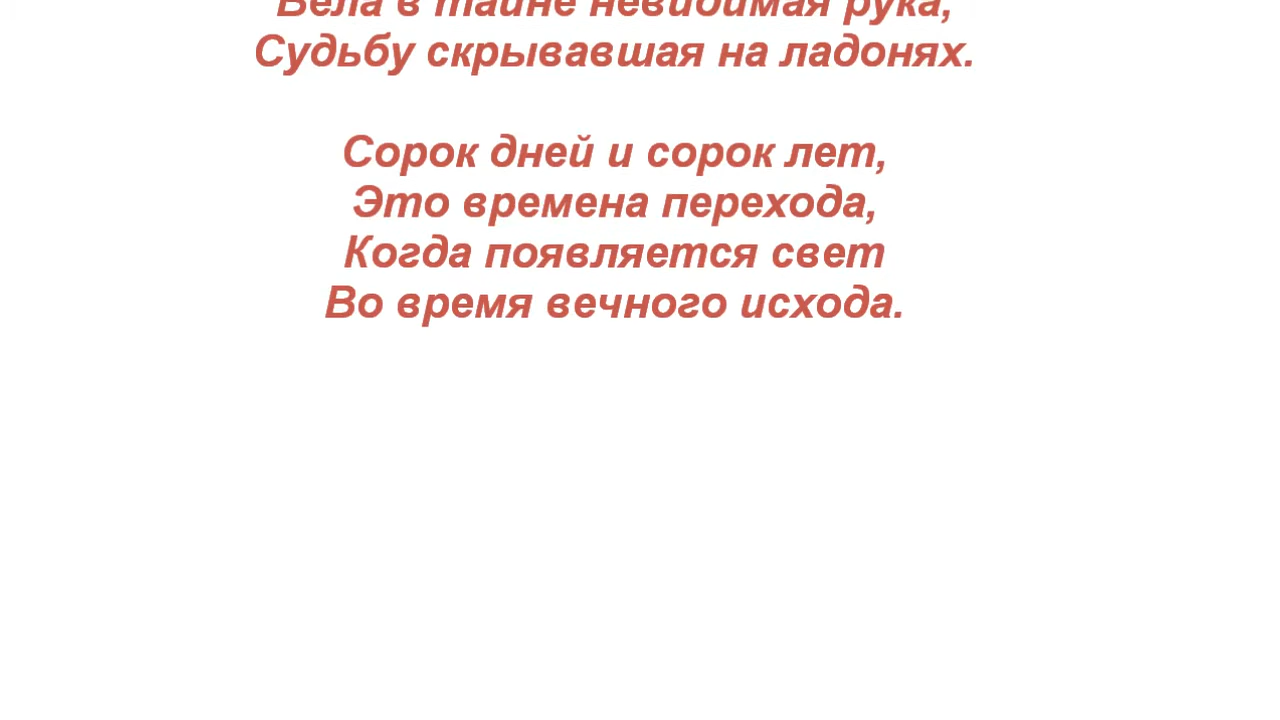 Вела в тайне невидимая рука,
Судьбу скрывавшая на ладонях.
Сорок дней и сорок лет,
Это времена перехода,
Когда появляется свет
Во время вечного исхода.